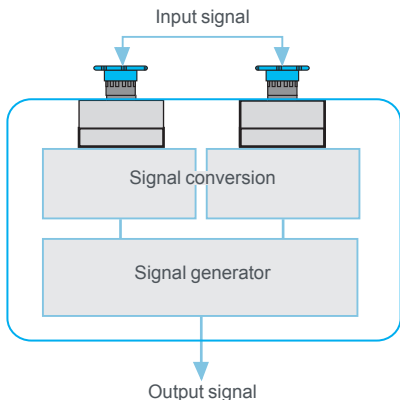 Input signal
Signal conversion
Signal generator
Output signal